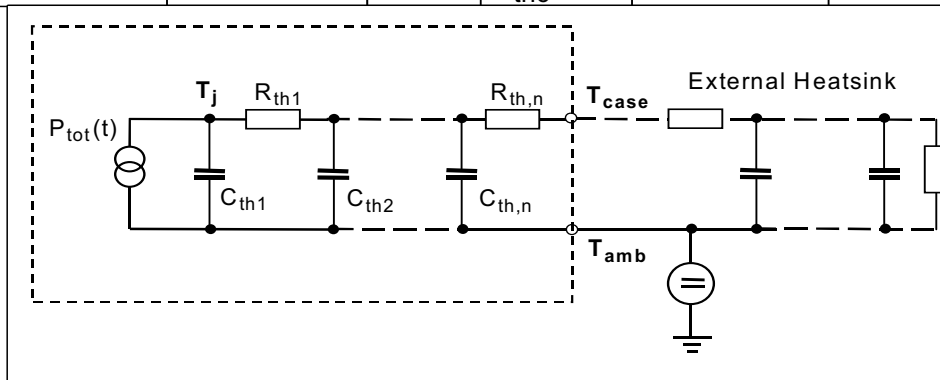 T_j
R_th1
R_th,n
T_case
External Heatsink
P_tot(t)
C_th1
C_th2
C_th,n
T_amb